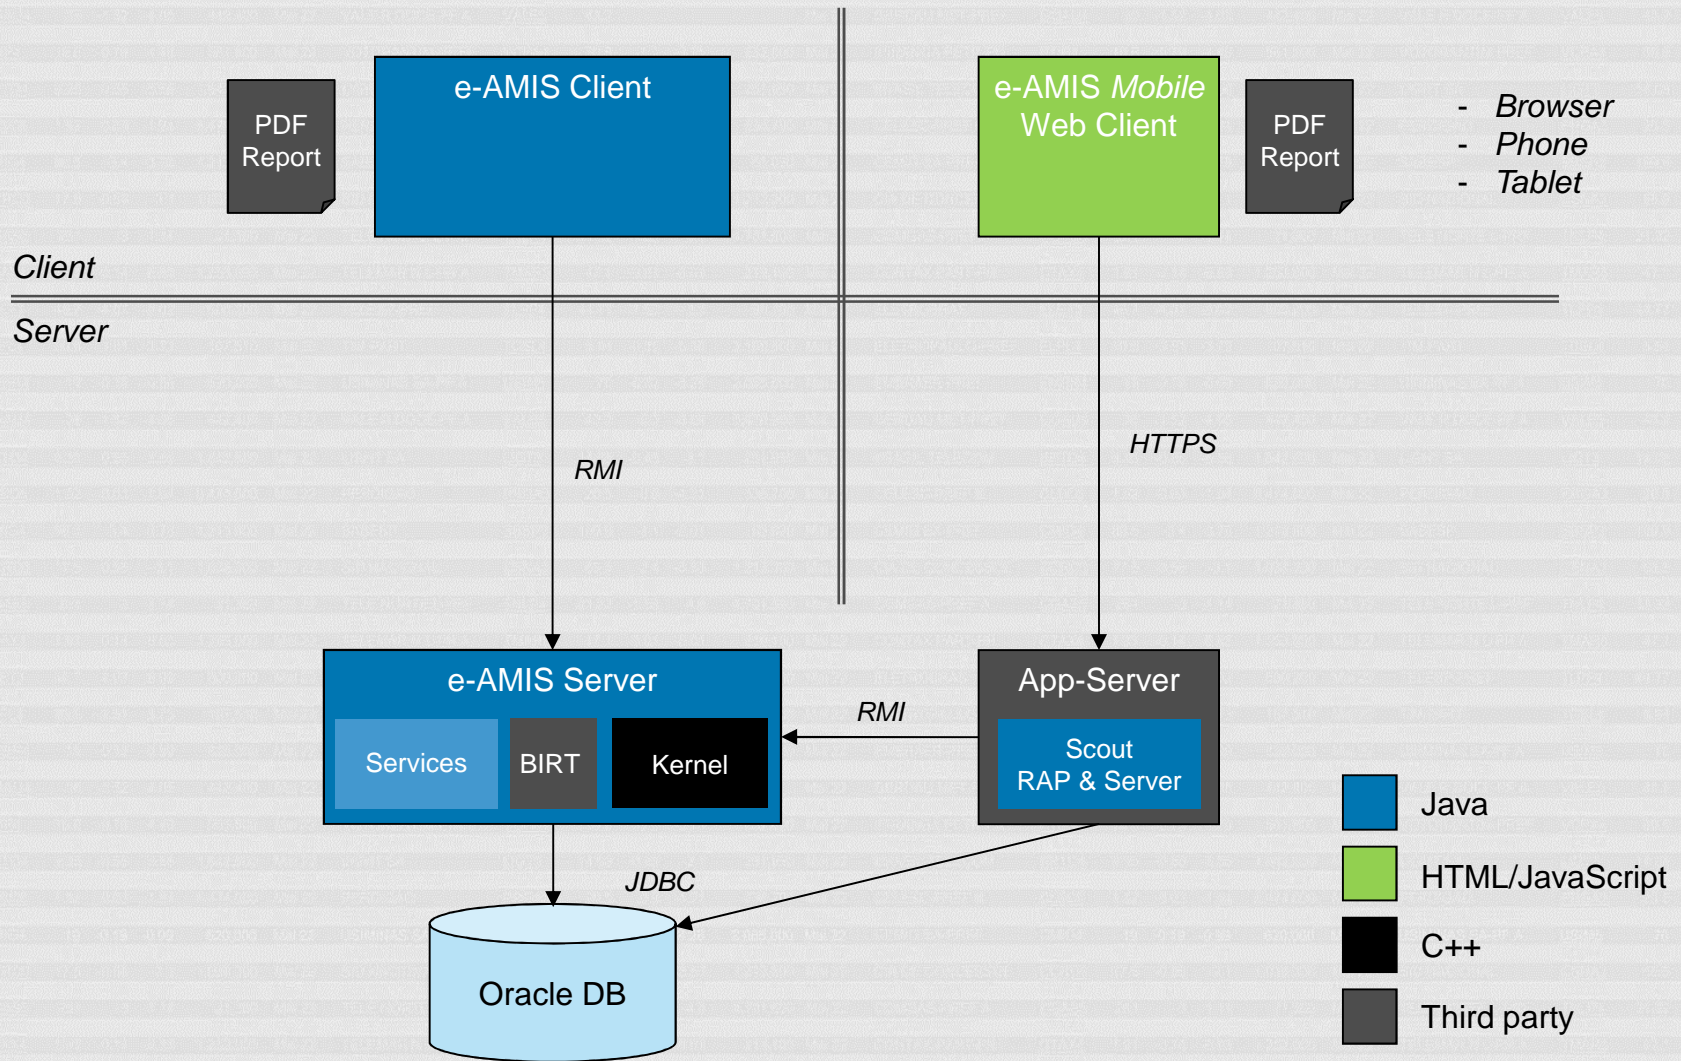 e-AMIS Client
PDF
Report
e-AMIS Mobile
Web Client
PDF
Report
- Browser
- Phone
- Tablet
Client
Server
RMI
HTTPS
e-AMIS Server
Services
BIRT
Kernel
RMI
App-Server
Scout
RAP & Server
JDBC
Oracle DB
Java
HTML/JavaScript
C++
Third party